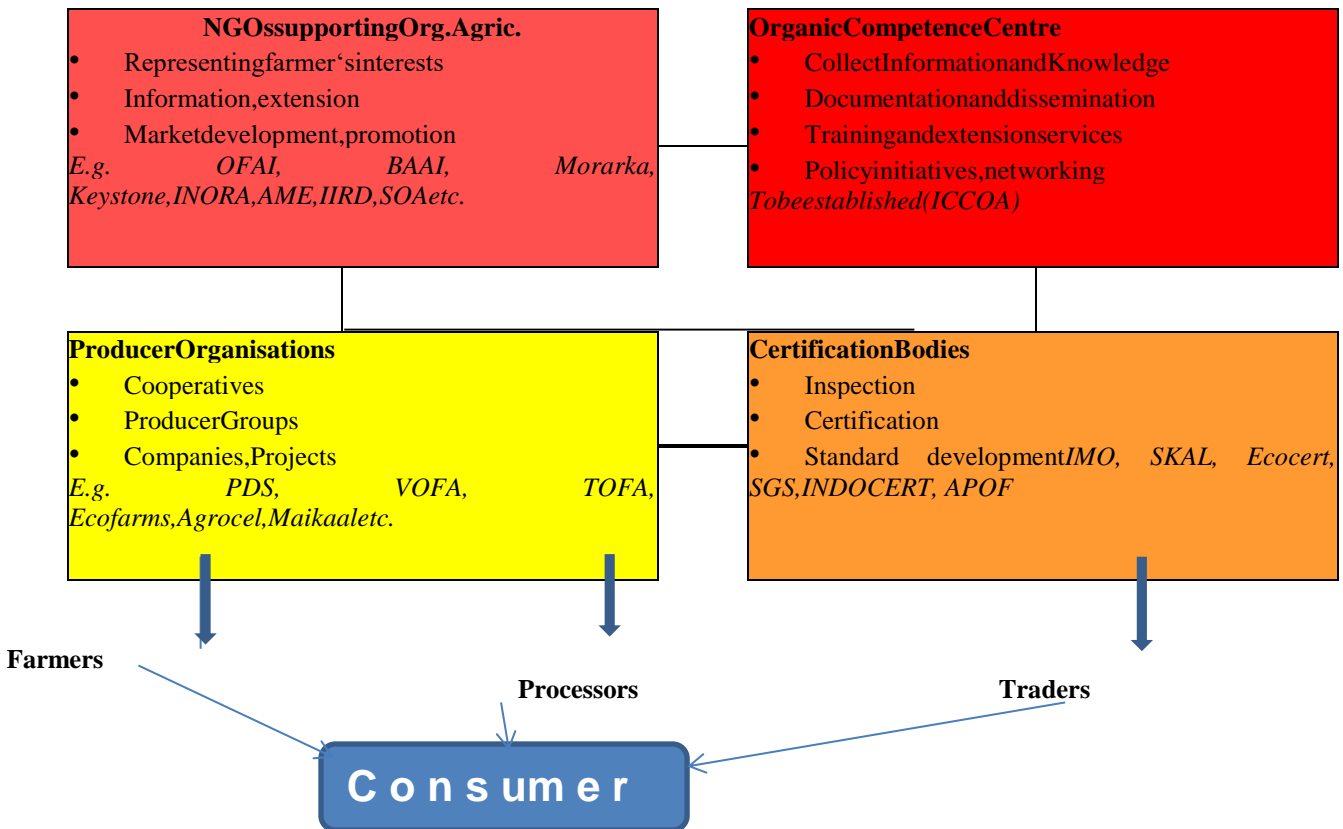 NGOssupportingOrg.Agric.
• Representingfarmer‘sinterests
• Information,extension
• Marketdevelopment,promotion
E.g. OFAI, BAAI, Morarka,
Keystone,INORA,AME,IIRD,SOAetc.
OrganicCompetenceCentre
• CollectInformationandKnowledge
• Documentationanddissemination
• Trainingandextensionservices
• Policyinitiatives,networking
Tobeestablished(ICCOA)
ProducerOrganisations
• Cooperatives
• ProducerGroups
• Companies,Projects
E.g. PDS, VOFA, TOFA,
Ecofarms,Agrocel,Maikaaletc.
CertificationBodies
• Inspection
• Certification
• Standard developmentIMO, SKAL, Ecocert,
SGS,INDOCERT, APOF
Farmers
Processors
Traders
C o n s um e r